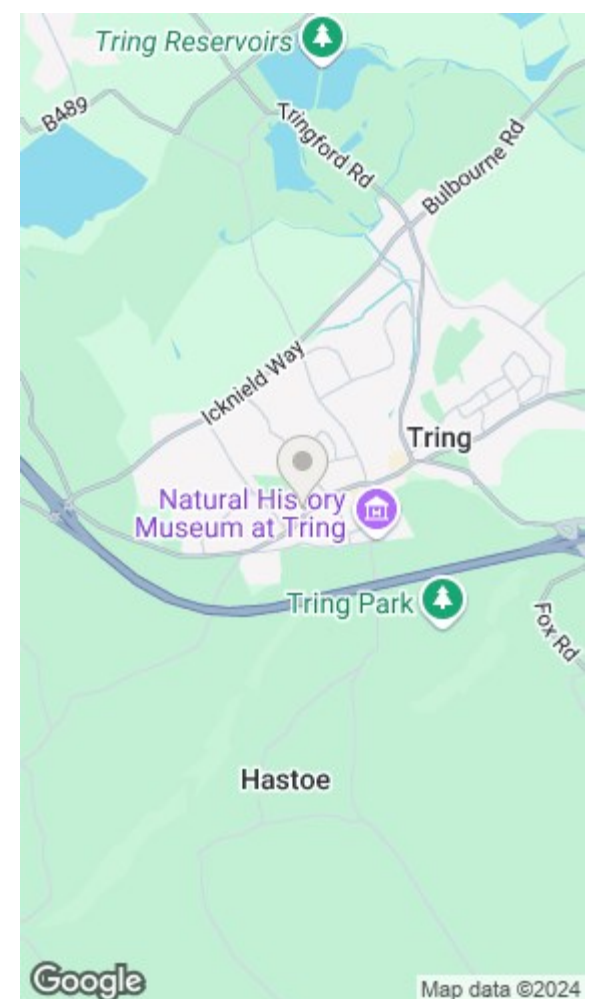 Tring Reservoirs
B489
Tringford Rd
Bulbourne Rd
Icknield Way
Tring
Natural History
Museum at Tring
Tring Park
Fox Rd
Hastoe
Google
Map data ©2024